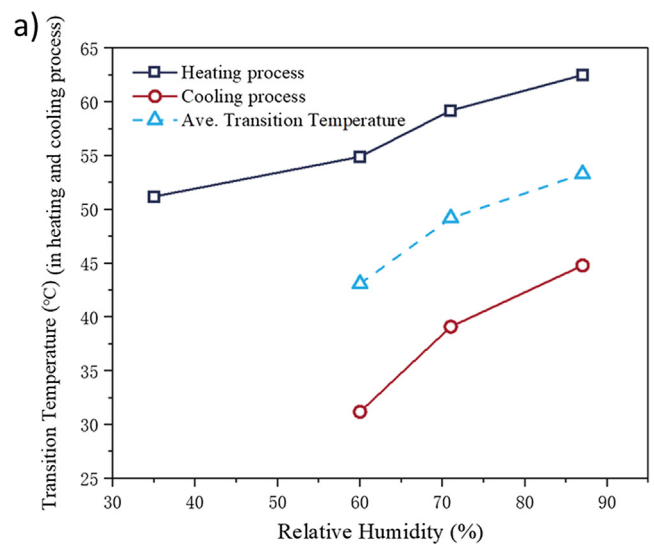 a)
Transition Temperature (℃) (in heating and cooling process)
65
60
55
50
45
40
35
30
25
Heating process
Cooling process
Ave. Transition Temperature
30 40 50 60 70 80 90
Relative Humidity (%)